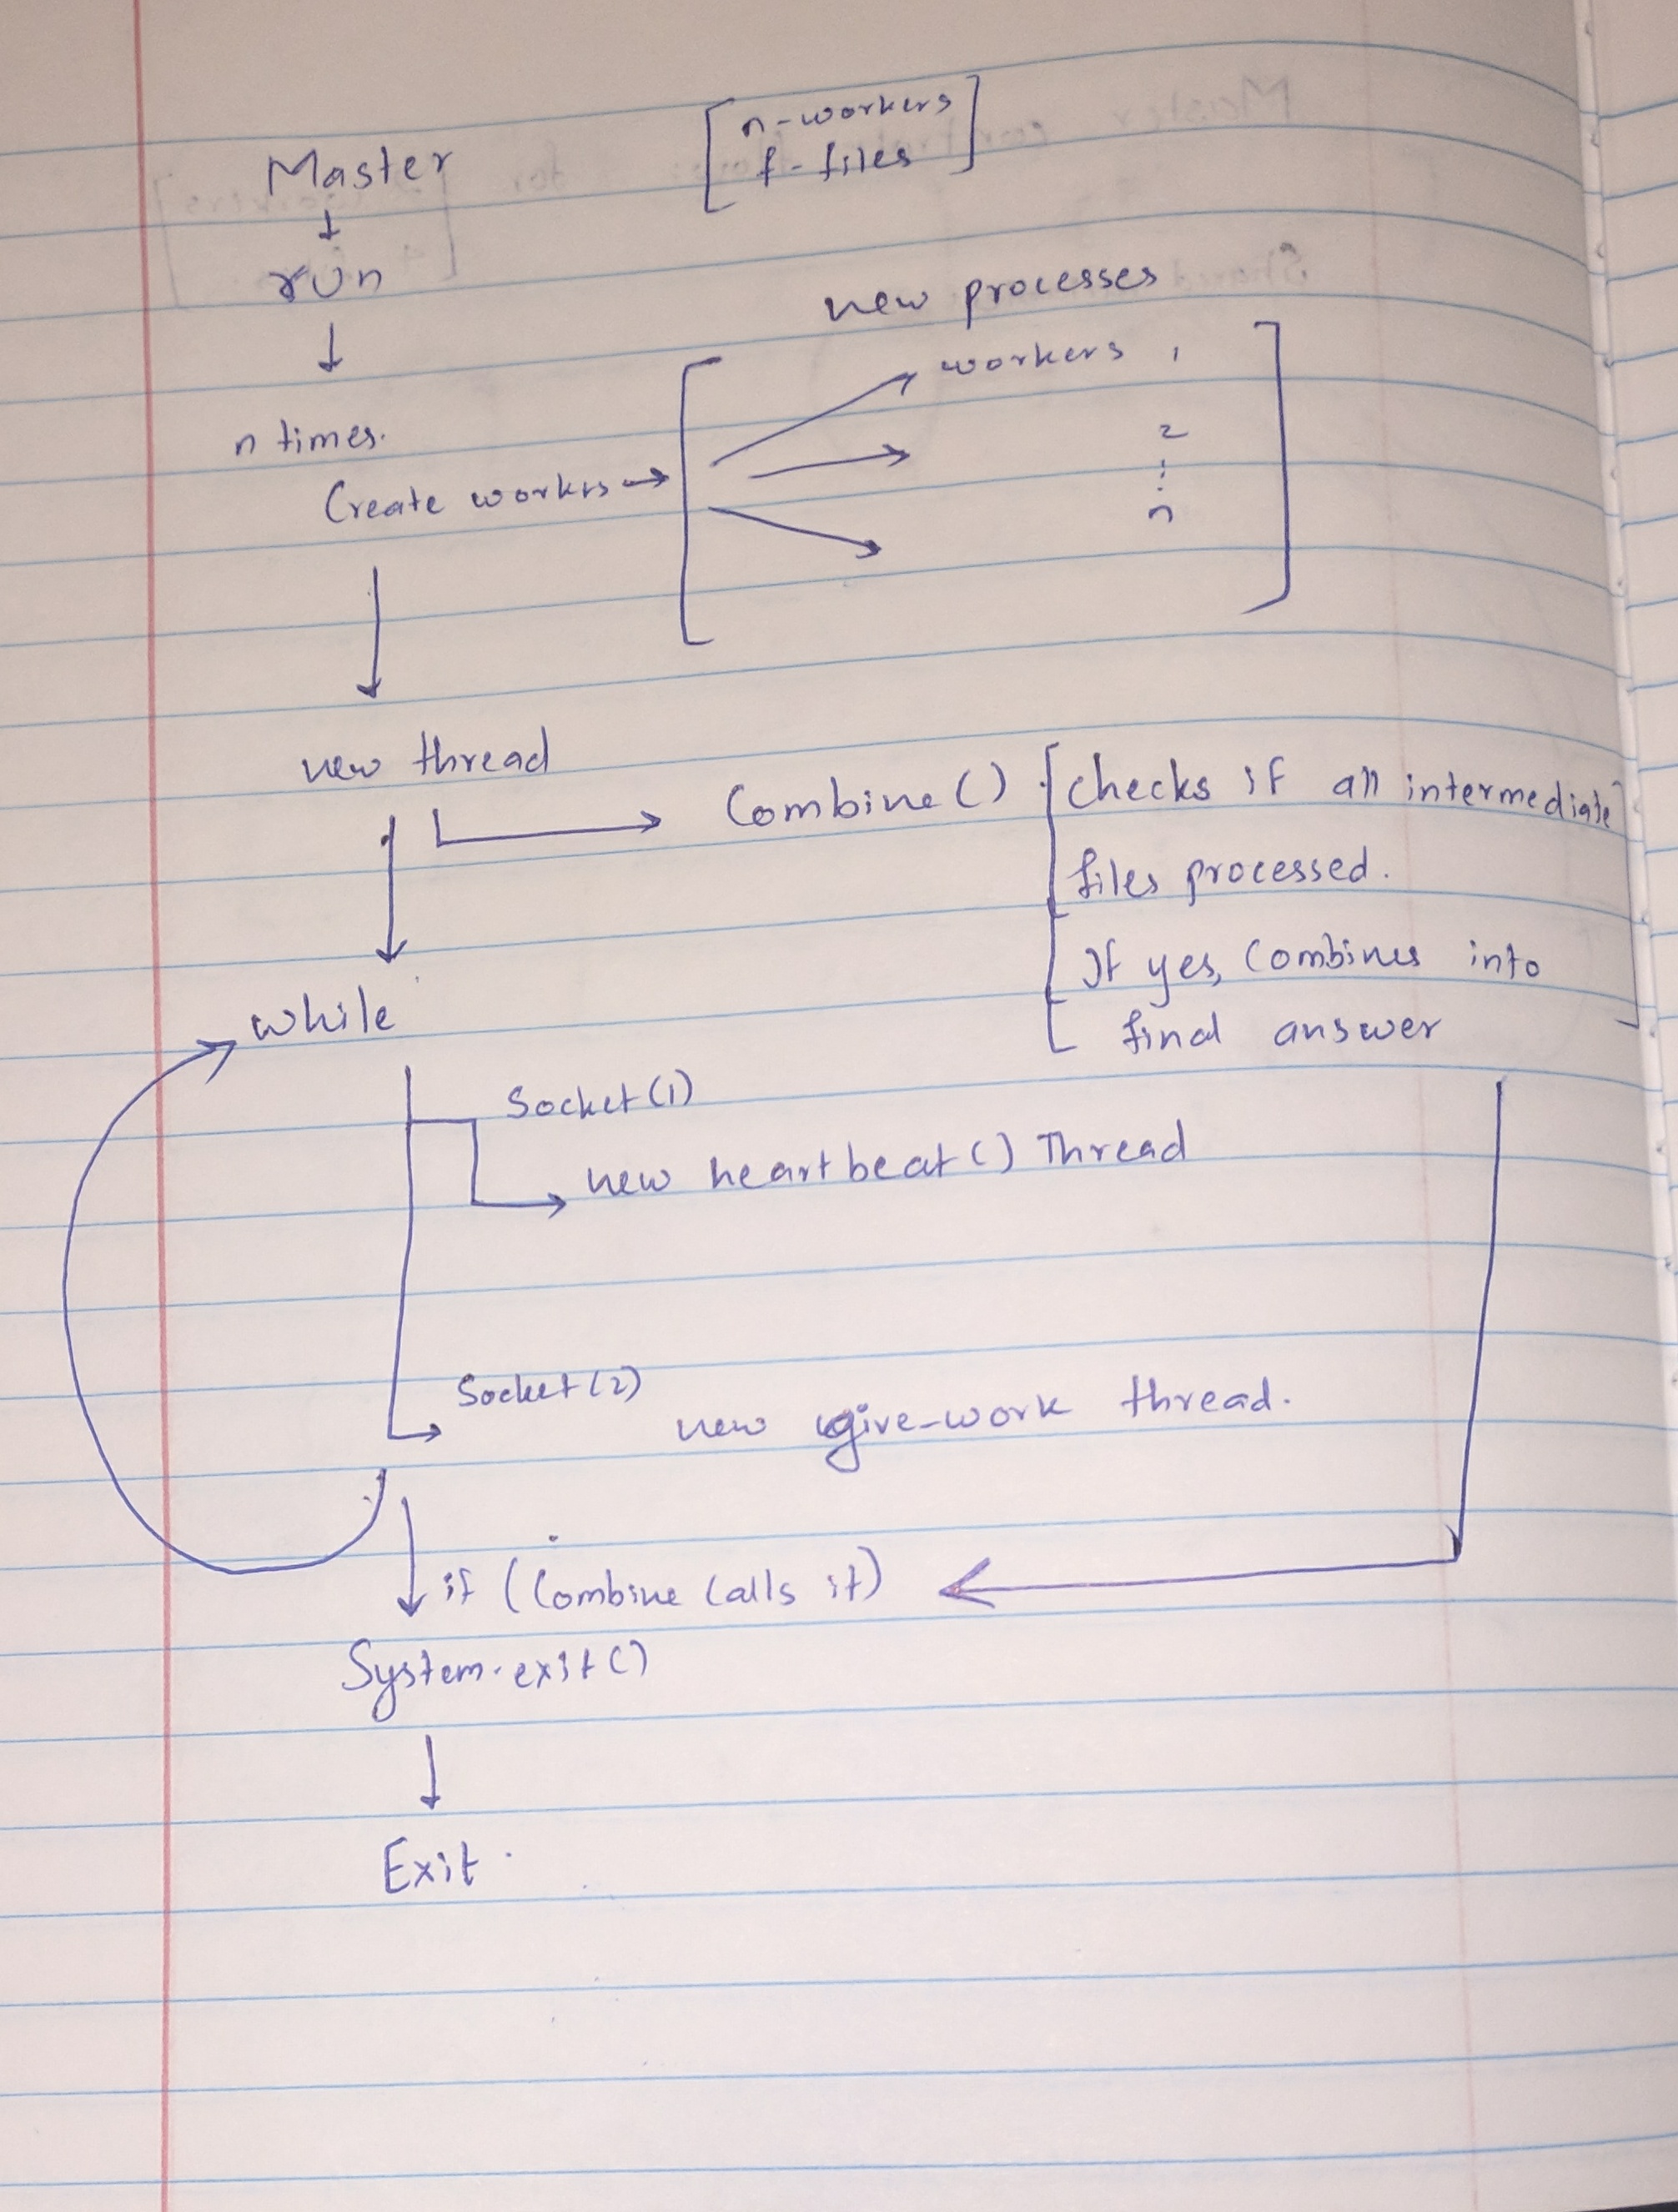 Master
[n-workers
f-files]
run
new processes
workers 1
n times.
2
Create workers
n
new thread
Combine() [checks if all intermediate
files processed.
If yes, Combines into
final answer]
while
Socket(1)
new heartbeat() Thread
Socket(2)
new give-work thread.
if (Combine calls it)
System.exit()
Exit.